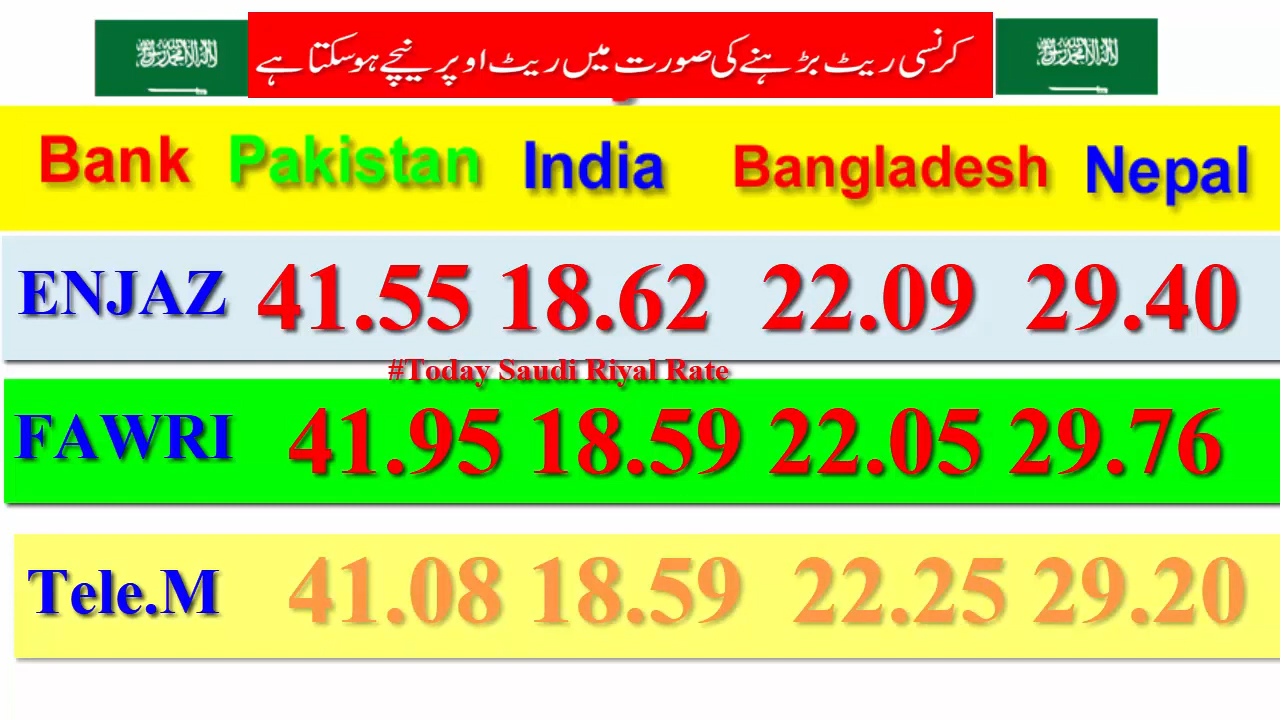 کرنسی ریٹ بڑھنے کی صورت میں ریٹ اوپر نیچے ہو سکتا ہے
Bank Pakistan India Bangladesh Nepal
ENJAZ 41.55 18.62 22.09 29.40
#Today Saudi Riyal Rate
FAWRI 41.95 18.59 22.05 29.76
Tele.M 41.08 18.59 22.25 29.20